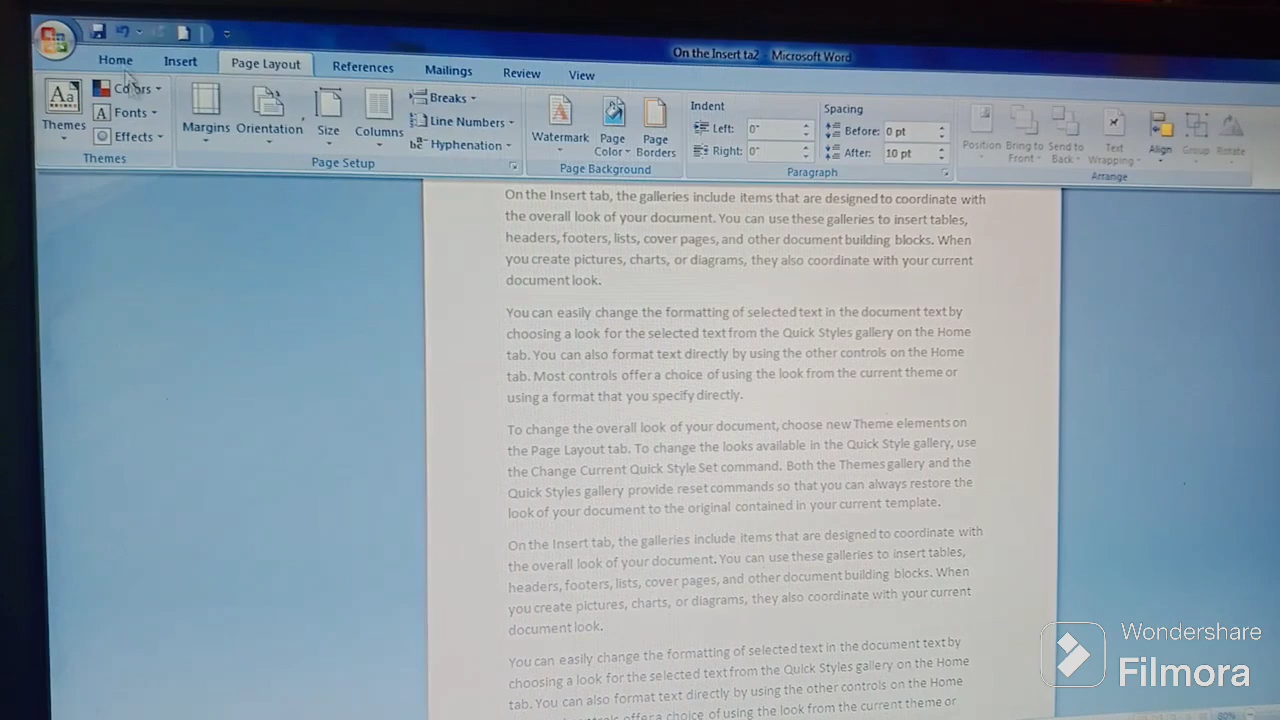 On the Insert ta2 - Microsoft Word
Home Insert Page Layout References Mailings Review View
Aa
Themes
Colors
Fonts
Effects
Themes
Margins Orientation Size Columns
Breaks
Line Numbers
Hyphenation
Page Setup
Watermark Page Color Page Borders
Page Background
Indent
Left: 0"
Right: 0"
Spacing
Before: 0 pt
After: 10 pt
Paragraph
Position Bring to Front Send to Back Text Wrapping Align Group Rotate
Arrange
On the Insert tab, the galleries include items that are designed to coordinate with
the overall look of your document. You can use these galleries to insert tables,
headers, footers, lists, cover pages, and other document building blocks. When
you create pictures, charts, or diagrams, they also coordinate with your current
document look.
You can easily change the formatting of selected text in the document text by
choosing a look for the selected text from the Quick Styles gallery on the Home
tab. You can also format text directly by using the other controls on the Home
tab. Most controls offer a choice of using the look from the current theme or
using a format that you specify directly.
To change the overall look of your document, choose new Theme elements on
the Page Layout tab. To change the looks available in the Quick Style gallery, use
the Change Current Quick Style Set command. Both the Themes gallery and the
Quick Styles gallery provide reset commands so that you can always restore the
look of your document to the original contained in your current template.
On the Insert tab, the galleries include items that are designed to coordinate with
the overall look of your document. You can use these galleries to insert tables,
headers, footers, lists, cover pages, and other document building blocks. When
you create pictures, charts, or diagrams, they also coordinate with your current
document look.
You can easily change the formatting of selected text in the document text by
choosing a look for the selected text from the Quick Styles gallery on the Home
tab. You can also format text directly by using the other controls on the Home
offer a choice of using the look from the current theme or
Wondershare
Filmora